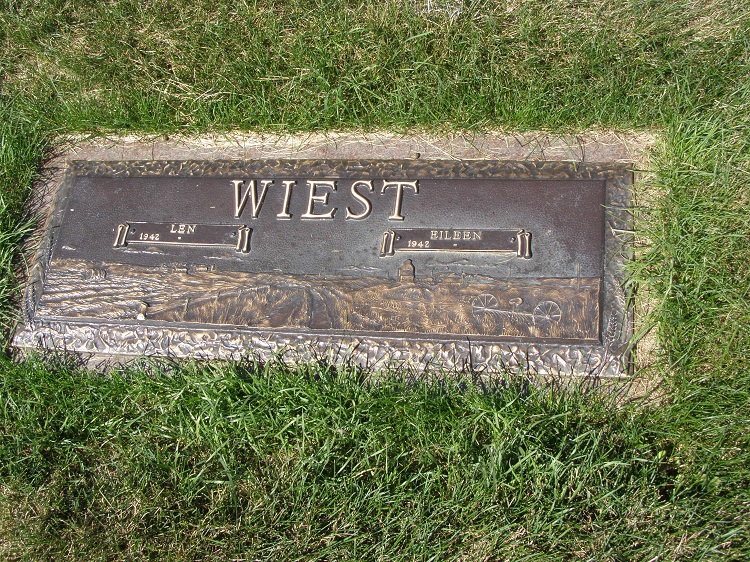 WIEST
LEN
1942 -
EILEEN
1942 -